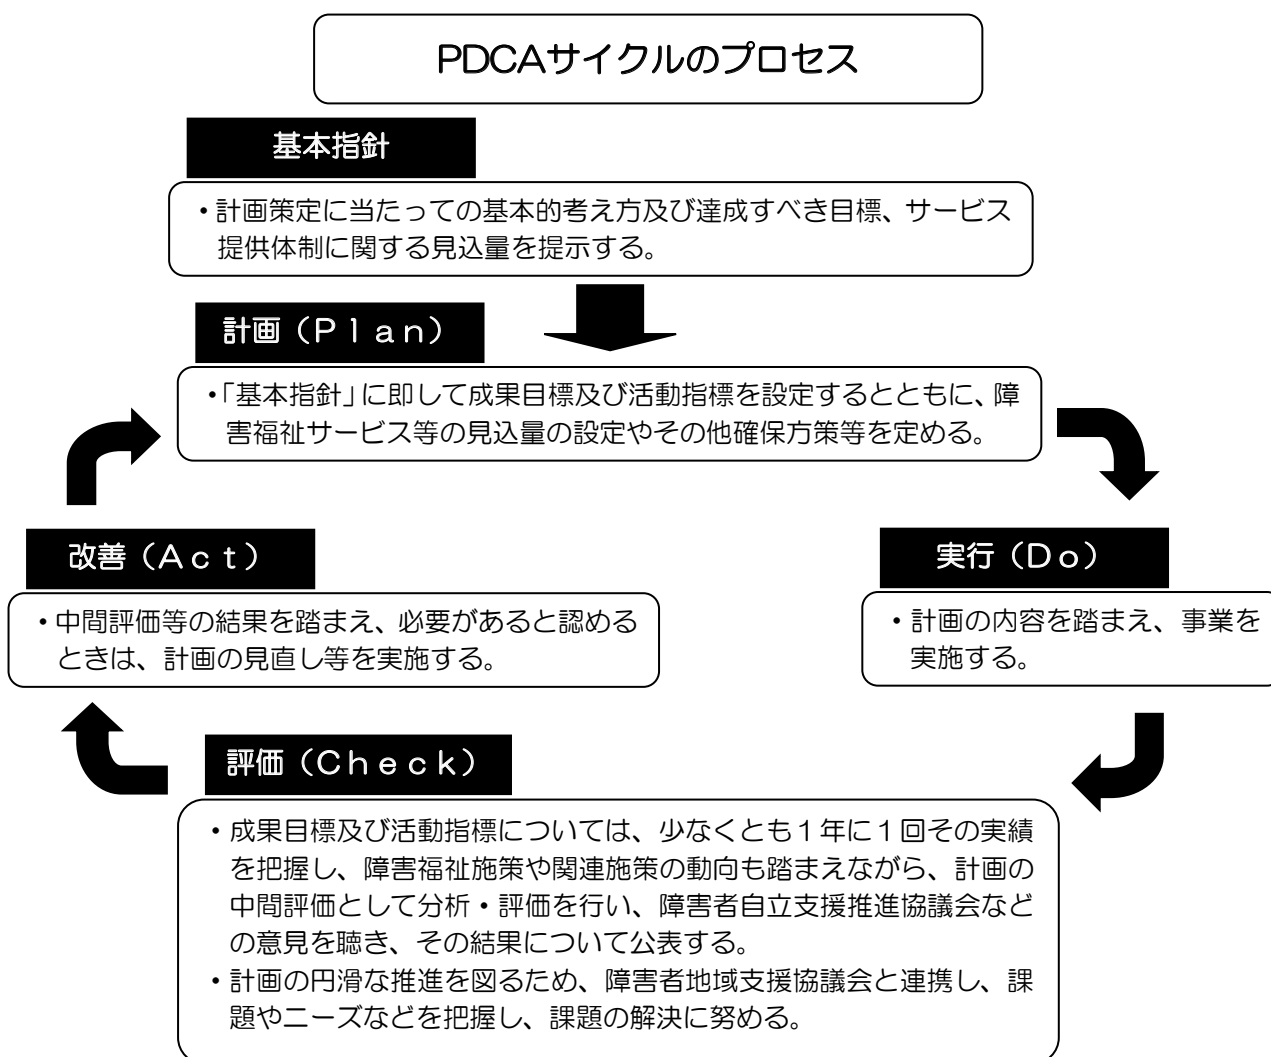 PDCAサイクルのプロセス
基本指針
・計画策定に当たっての基本的考え方及び達成すべき目標、サービス
提供体制に関する見込量を提示する。
計画（Ｐｌａｎ）
・「基本指針」に即して成果目標及び活動指標を設定するとともに、障
害福祉サービス等の見込量の設定やその他確保方策等を定める。
改善（Ａｃｔ）
・中間評価等の結果を踏まえ、必要があると認める
ときは、計画の見直し等を実施する。
実行（Ｄｏ）
・計画の内容を踏まえ、事業を
実施する。
評価（Ｃｈｅｃｋ）
・成果目標及び活動指標については、少なくとも１年に１回その実績
を把握し、障害福祉施策や関連施策の動向も踏まえながら、計画の
中間評価として分析・評価を行い、障害者自立支援推進協議会など
の意見を聴き、その結果について公表する。
・計画の円滑な推進を図るため、障害者地域支援協議会と連携し、課
題やニーズなどを把握し、課題の解決に努める。